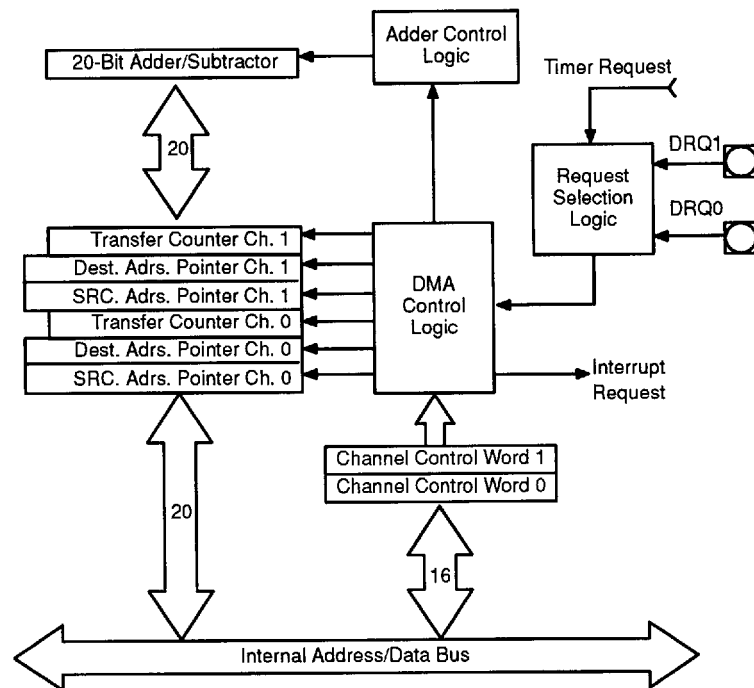 Adder Control
Logic
20-Bit Adder/Subtractor
Timer Request
20
DRQ1
Request
Selection
Logic
DRQ0
Transfer Counter Ch. 1
Dest. Adrs. Pointer Ch. 1
SRC. Adrs. Pointer Ch. 1
Transfer Counter Ch. 0
Dest. Adrs. Pointer Ch. 0
SRC. Adrs. Pointer Ch. 0
DMA
Control
Logic
Interrupt
Request
Channel Control Word 1
Channel Control Word 0
20
16
Internal Address/Data Bus